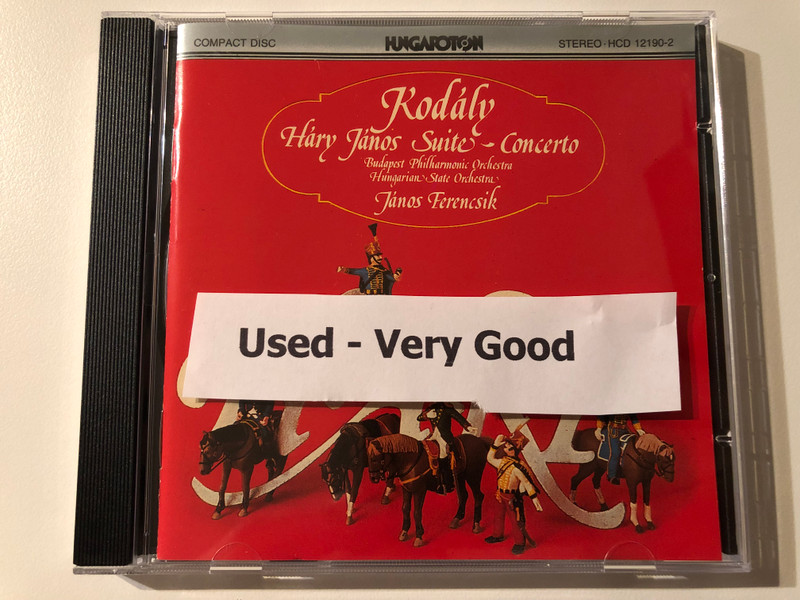 COMPACT DISC HUNGAROTON STEREO · HCD 12190-2
Kodály
Háry János Suite ~ Concerto
Budapest Philharmonic Orchestra
Hungarian State Orchestra
János Ferencsik
Used - Very Good